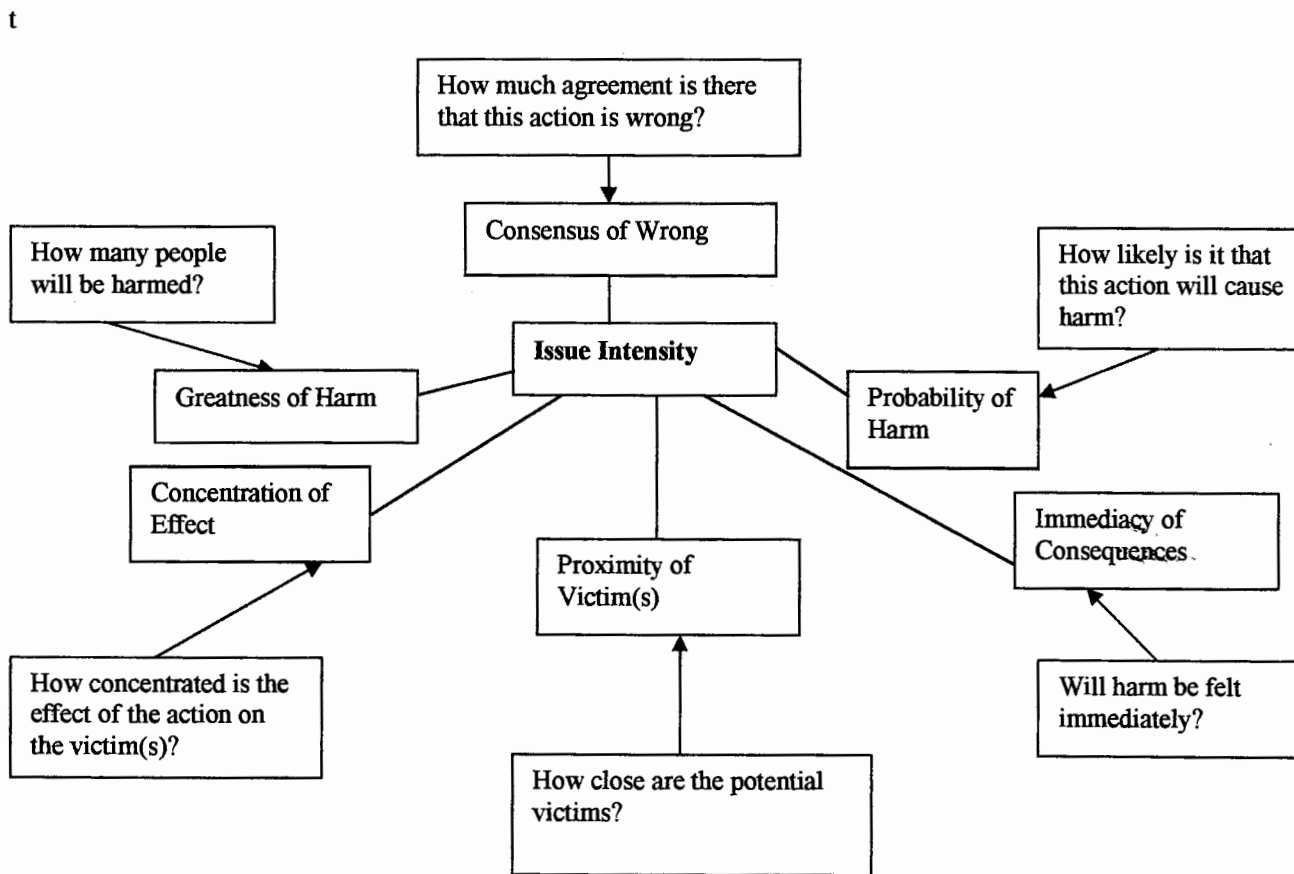 t
How much agreement is there
that this action is wrong?
Consensus of Wrong
How many people
will be harmed?
How likely is it that
this action will cause
harm?
Issue Intensity
Greatness of Harm
Probability of
Harm
Concentration of
Effect
Immediacy of
Consequences
Proximity of
Victim(s)
How concentrated is the
effect of the action on
the victim(s)?
Will harm be felt
immediately?
How close are the potential
victims?